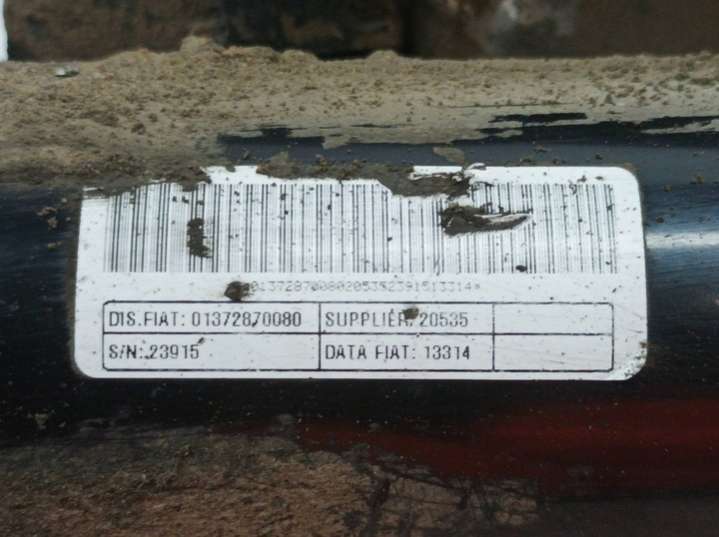 01372870080205352391513314*
DIS.FIAT: 01372870080 SUPPLIER: 20535
S/N: 23915 DATA FIAT: 13314